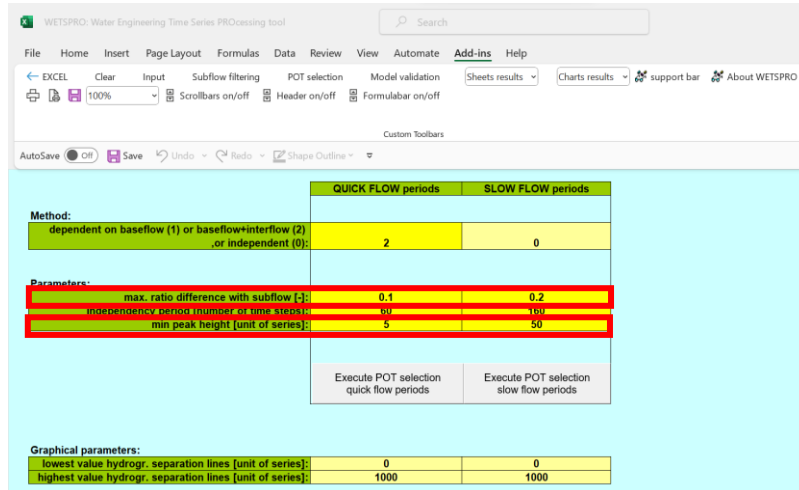 WETSPRO: Water Engineering Time Series PROcessing tool
Search
File Home Insert Page Layout Formulas Data Review View Automate Add-ins Help
EXCEL Clear Input Subflow filtering POT selection Model validation Sheets results Charts results support bar About WETSPRO
100% Scrollbars on/off Header on/off Formulabar on/off
Custom Toolbars
AutoSave Off Save Undo Redo Shape Outline
QUICK FLOW periods SLOW FLOW periods
Method:
dependent on baseflow (1) or baseflow+interflow (2)
,or independent (0): 2 0
Parameters:
max. ratio difference with subflow [-]: 0.1 0.2
independency period [number of time steps]: 60 160
min peak height [unit of series]: 5 50
Execute POT selection
quick flow periods
Execute POT selection
slow flow periods
Graphical parameters:
lowest value hydrogr. separation lines [unit of series]: 0 0
highest value hydrogr. separation lines [unit of series]: 1000 1000